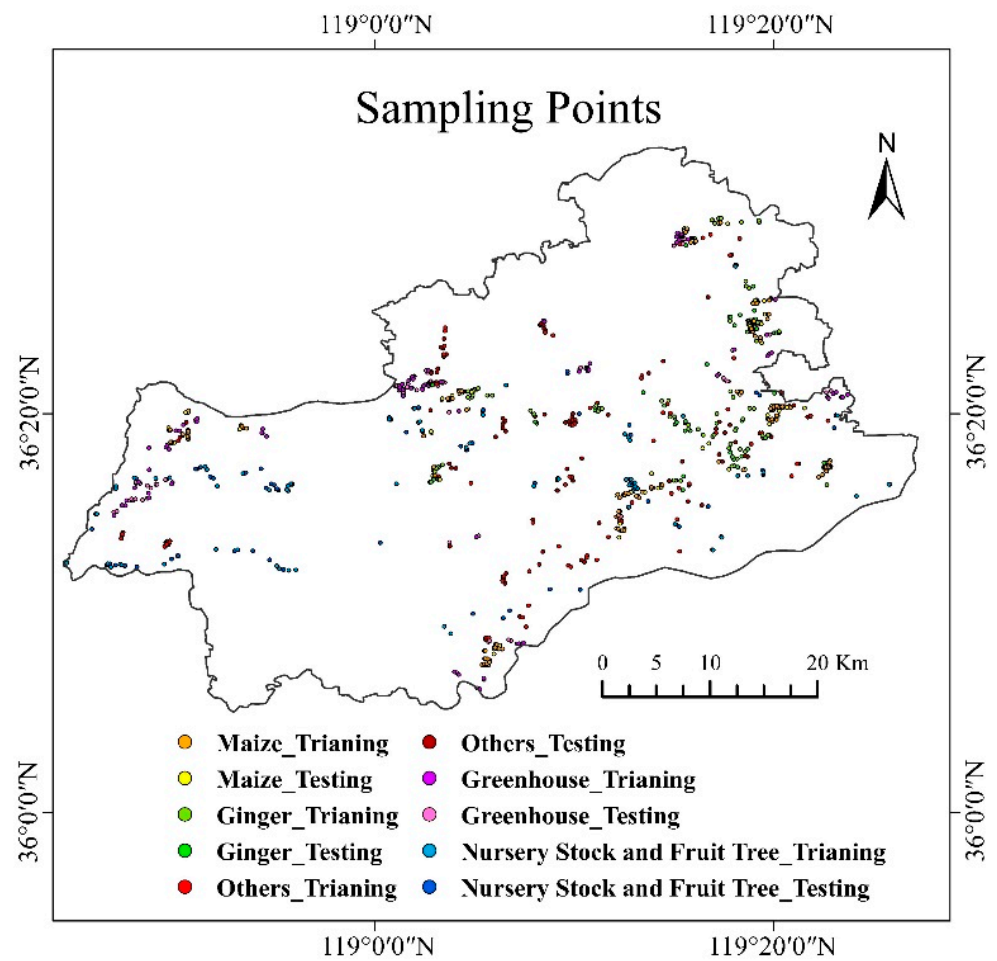 119°0′0″N 119°20′0″N
Sampling Points
N
36°20′0″N 36°20′0″N
0 5 10 20 Km
Maize_Trianing
Maize_Testing
Ginger_Trianing
Ginger_Testing
Others_Trianing
Others_Testing
Greenhouse_Trianing
Greenhouse_Testing
Nursery Stock and Fruit Tree_Trianing
Nursery Stock and Fruit Tree_Testing
36°0′0″N 36°0′0″N
119°0′0″N 119°20′0″N